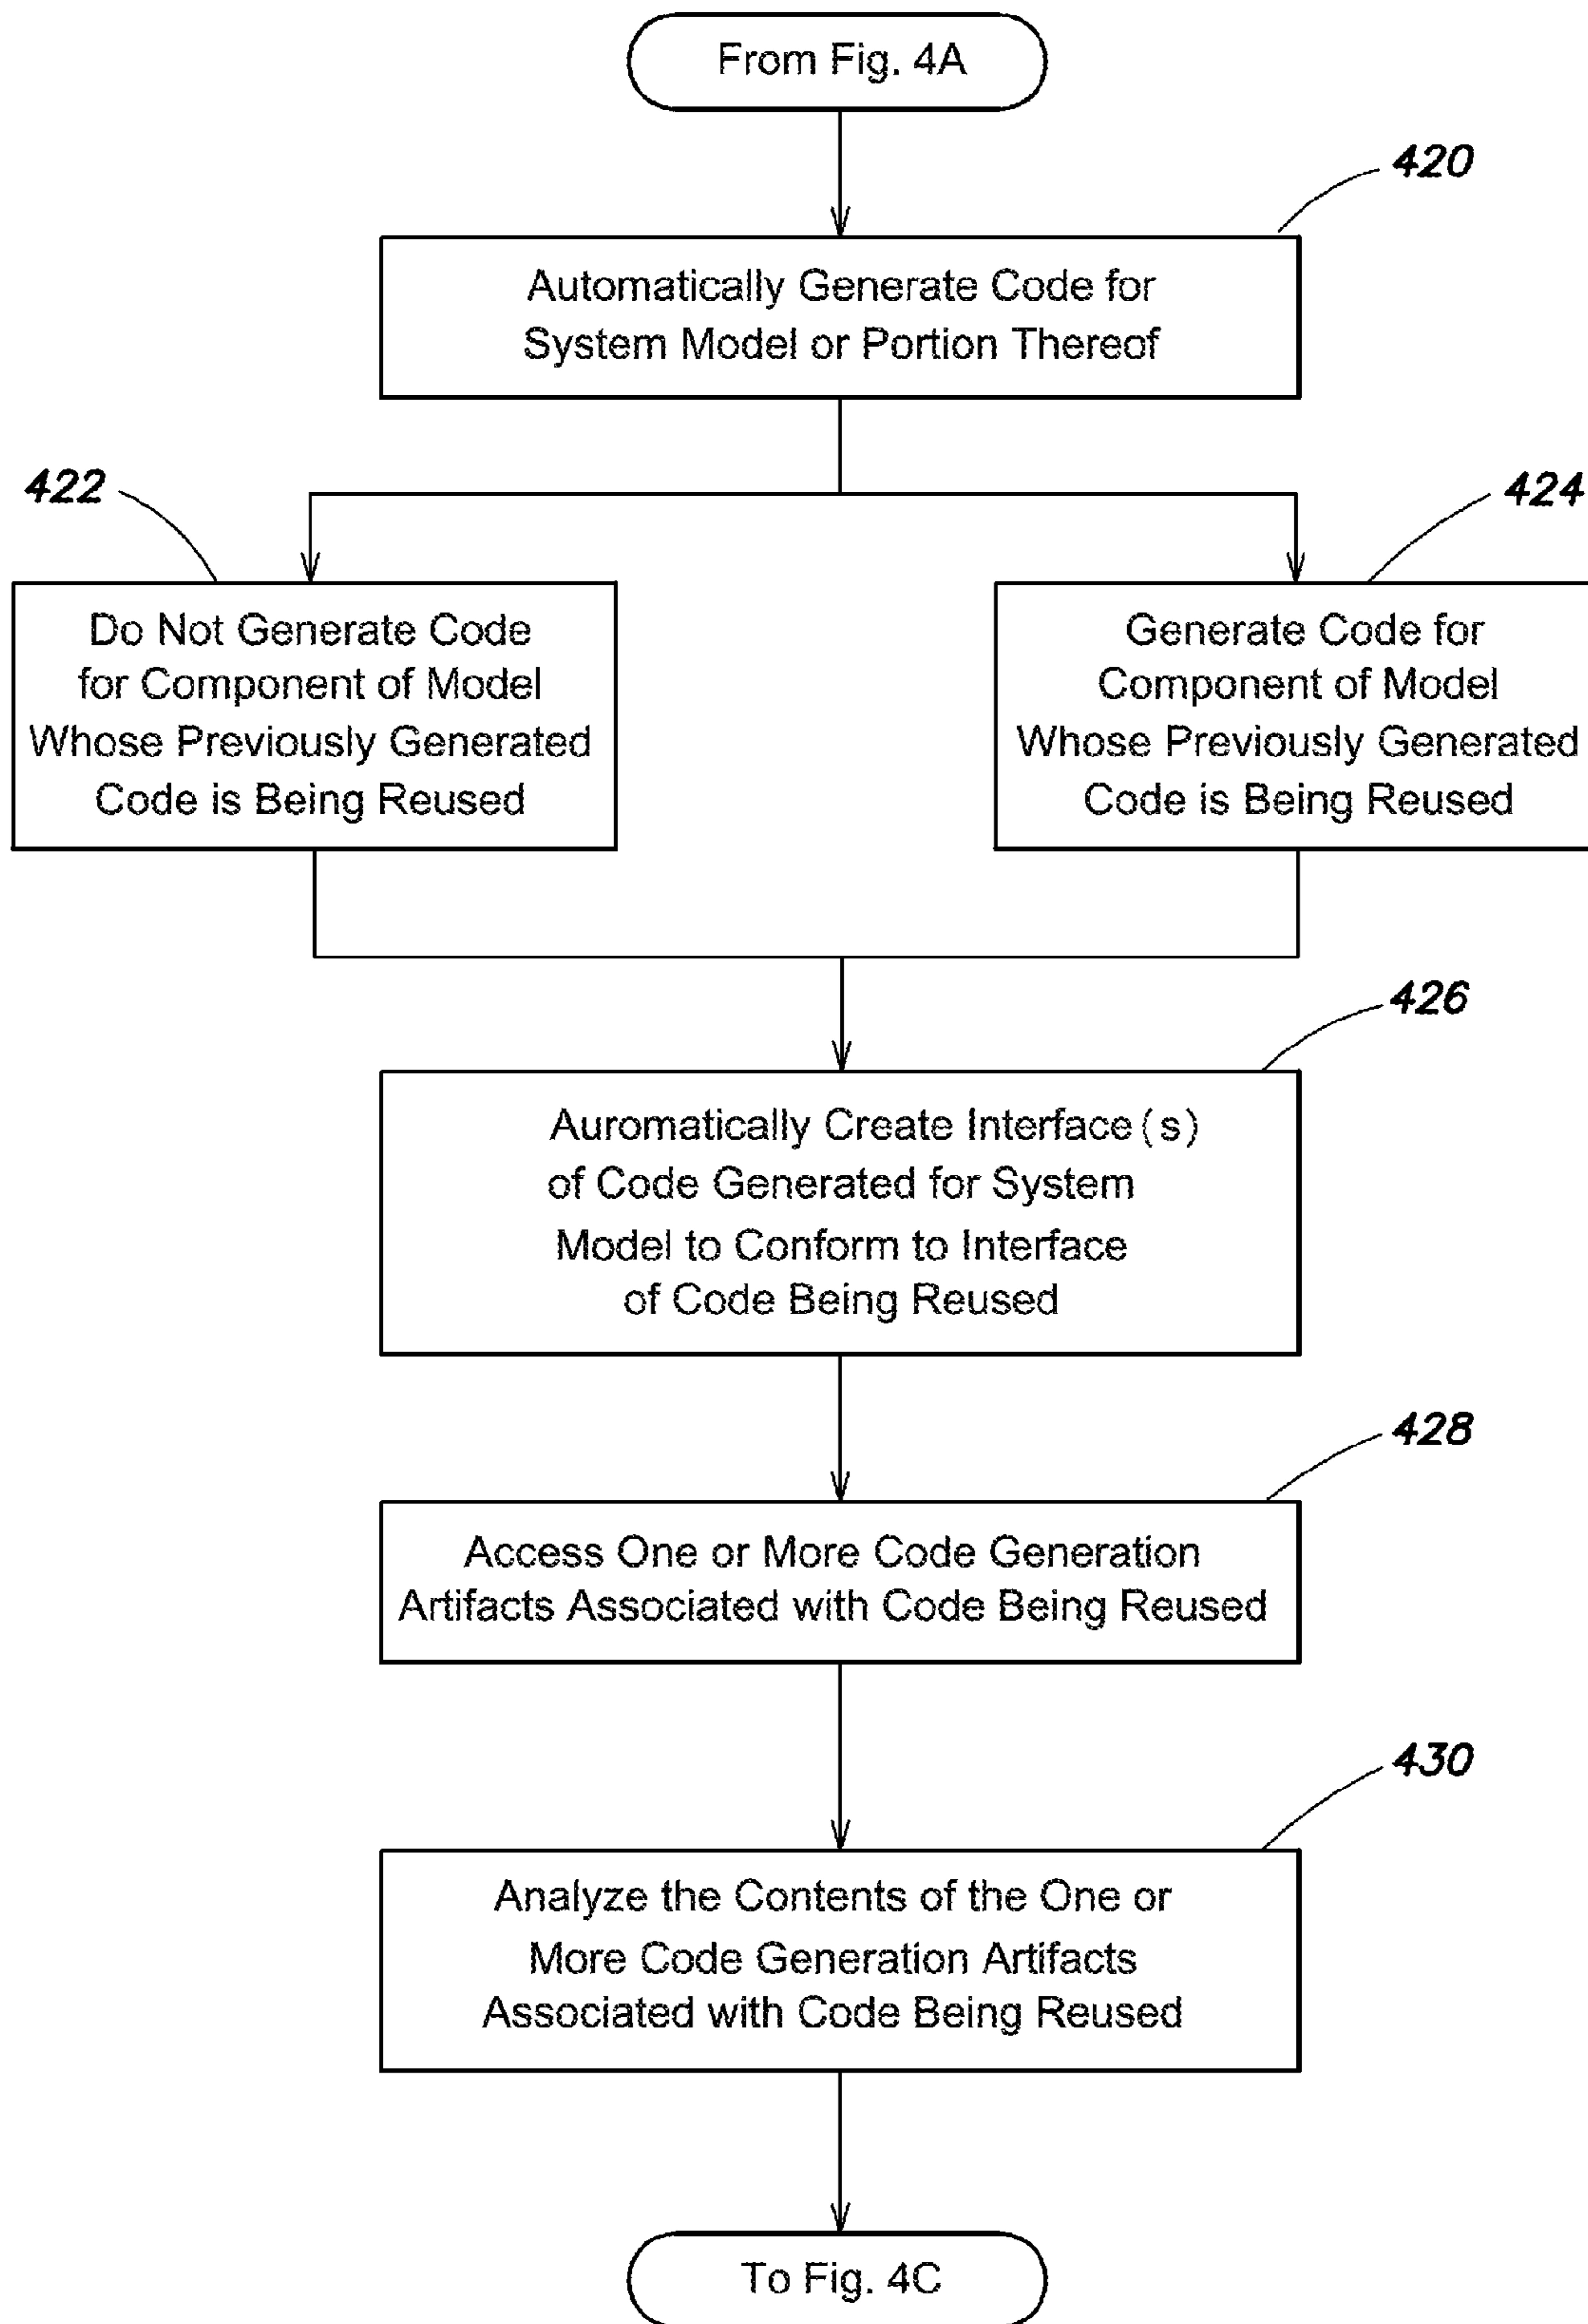 From Fig. 4A
420
Automatically Generate Code for
System Model or Portion Thereof
422
424
Do Not Generate Code
for Component of Model
Whose Previously Generated
Code is Being Reused
Generate Code for
Component of Model
Whose Previously Generated
Code is Being Reused
426
Auromatically Create Interface(s)
of Code Generated for System
Model to Conform to Interface
of Code Being Reused
428
Access One or More Code Generation
Artifacts Associated with Code Being Reused
430
Analyze the Contents of the One or
More Code Generation Artifacts
Associated with Code Being Reused
To Fig. 4C